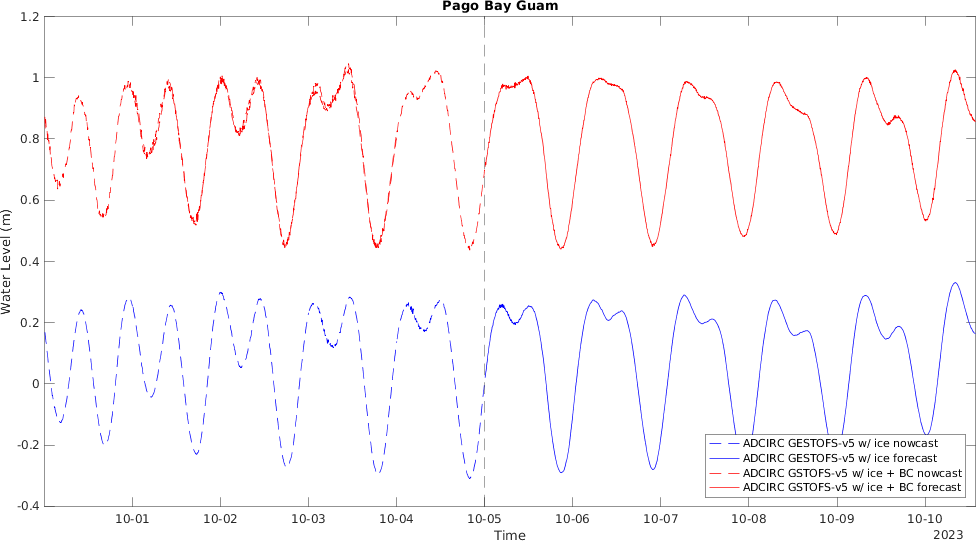 Pago Bay Guam
1.2
1
0.8
0.6
0.4
0.2
0
-0.2
-0.4
Water Level (m)
ADCIRC GESTOFS-v5 w/ ice nowcast
ADCIRC GESTOFS-v5 w/ ice forecast
ADCIRC GSTOFS-v5 w/ ice + BC nowcast
ADCIRC GSTOFS-v5 w/ ice + BC forecast
10-01 10-02 10-03 10-04 10-05 10-06 10-07 10-08 10-09 10-10
Time
2023